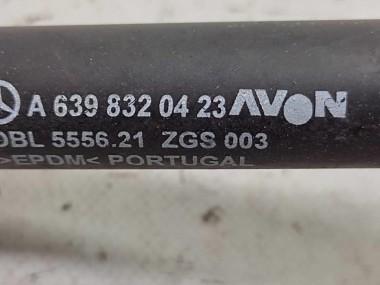 A 639 832 04 23 AVON
DBL 5556.21 ZGS 003
>EPDM< PORTUGAL